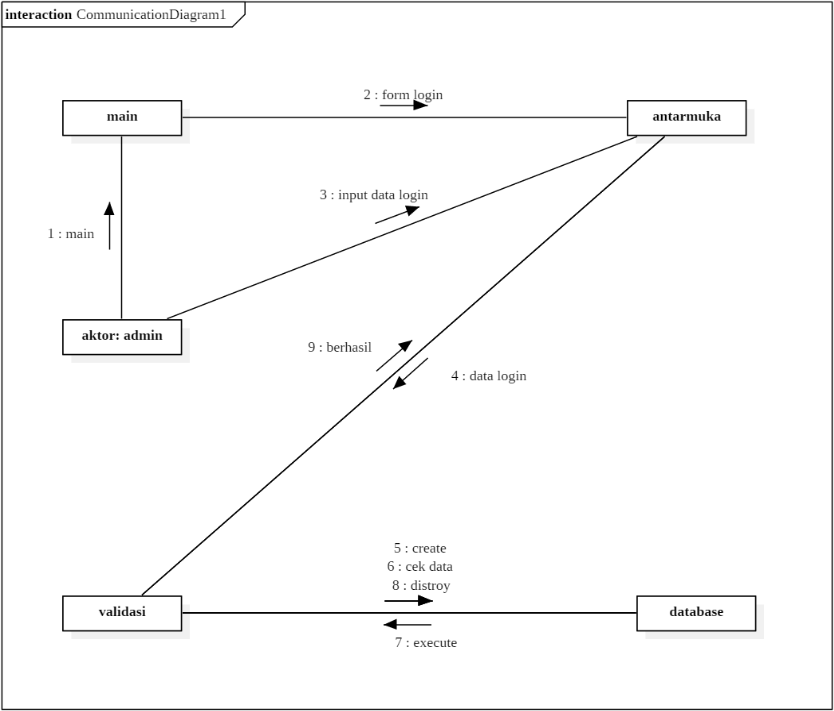 interaction CommunicationDiagram1
2 : form login
main
antarmuka
3 : input data login
1 : main
aktor: admin
9 : berhasil
4 : data login
5 : create
6 : cek data
8 : distroy
validasi
database
7 : execute